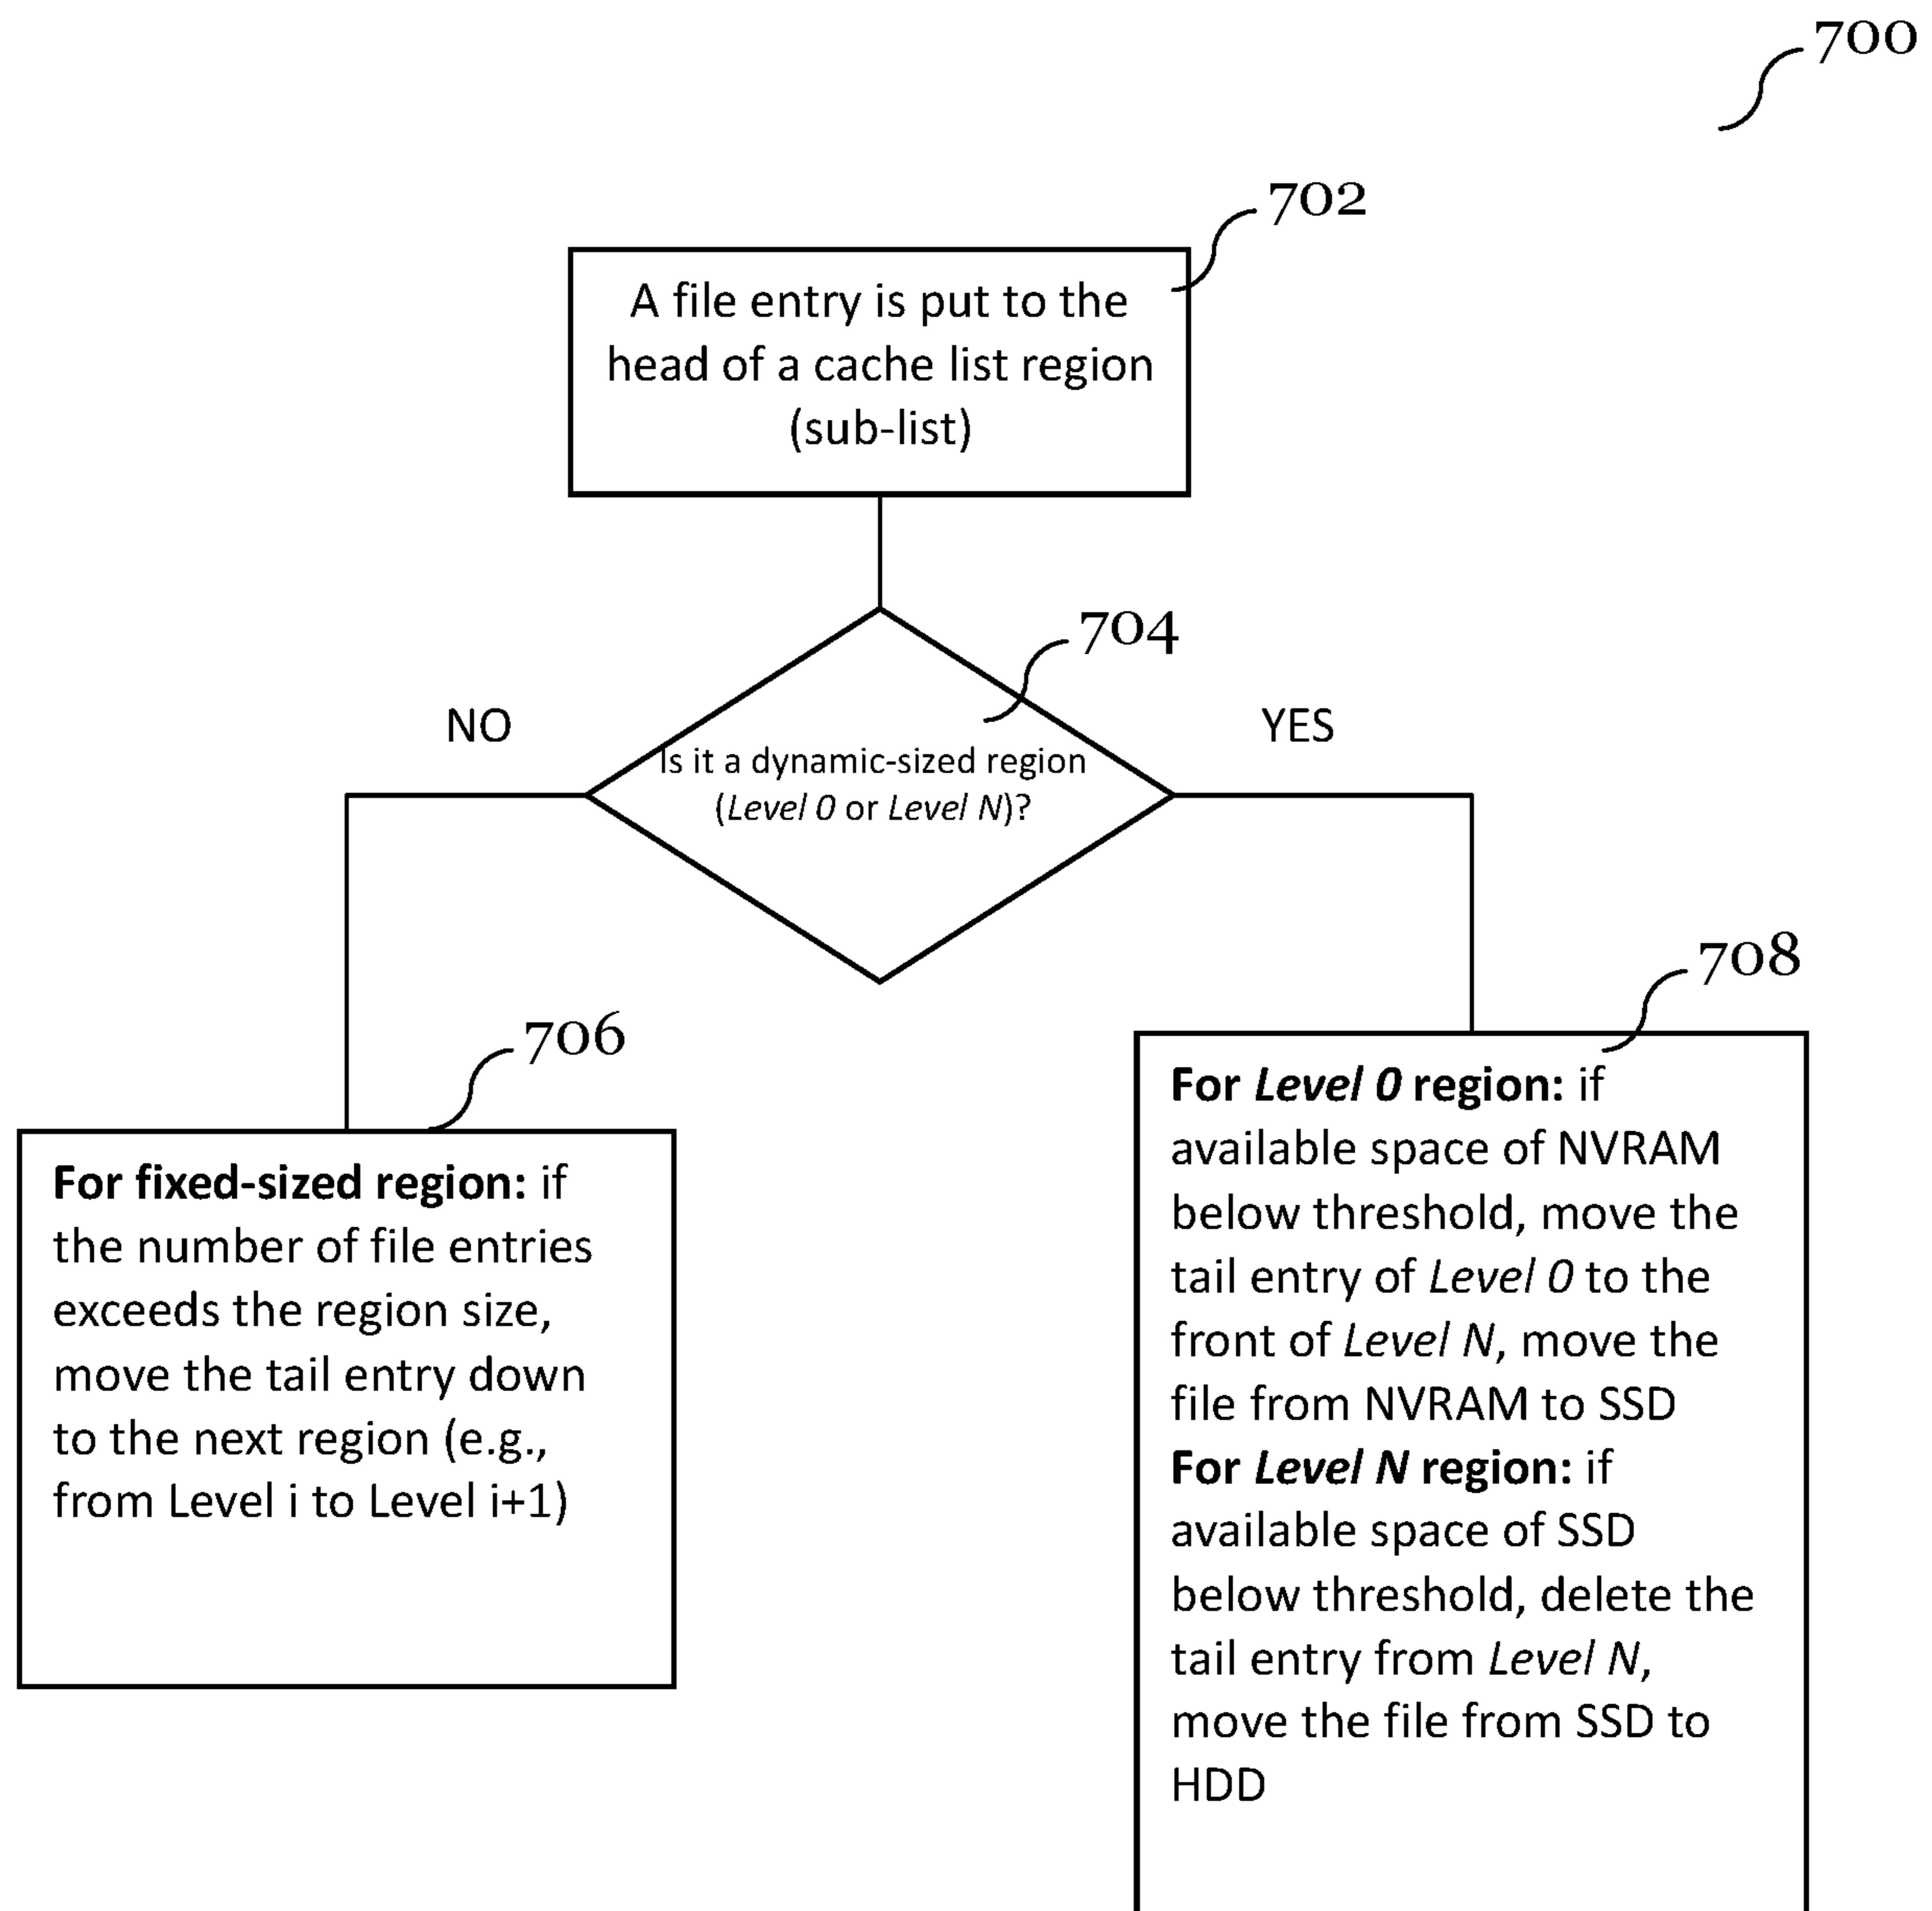 700
702
A file entry is put to the
head of a cache list region
(sub-list)
704
NO
YES
Is it a dynamic-sized region
(Level 0 or Level N)?
708
706
For fixed-sized region: if
the number of file entries
exceeds the region size,
move the tail entry down
to the next region (e.g.,
from Level i to Level i+1)
For Level 0 region: if
available space of NVRAM
below threshold, move the
tail entry of Level 0 to the
front of Level N, move the
file from NVRAM to SSD
For Level N region: if
available space of SSD
below threshold, delete the
tail entry from Level N,
move the file from SSD to
HDD